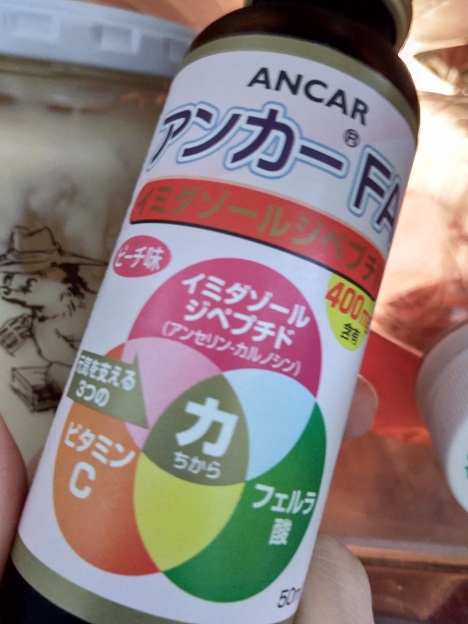 ANCAR
アンカー®FA
イミダゾールジペプチ
ピーチ味
400
含有
イミダゾール
ジペプチド
(アンセリン・カルノシン)
元気を支える
3つの
力
ちから
ビタミン
C
フェルラ
酸
50